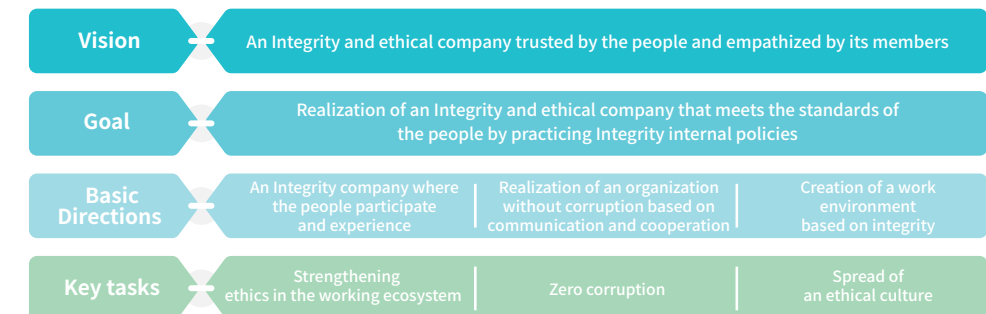 Vision
An Integrity and ethical company trusted by the people and empathized by its members
Goal
Realization of an Integrity and ethical company that meets the standards of
the people by practicing Integrity internal policies
Basic
Directions
An Integrity company where
the people participate
and experience
Realization of an organization
without corruption based on
communication and cooperation
Creation of a work
environment
based on integrity
Key tasks
Strengthening
ethics in the working ecosystem
Zero corruption
Spread of
an ethical culture